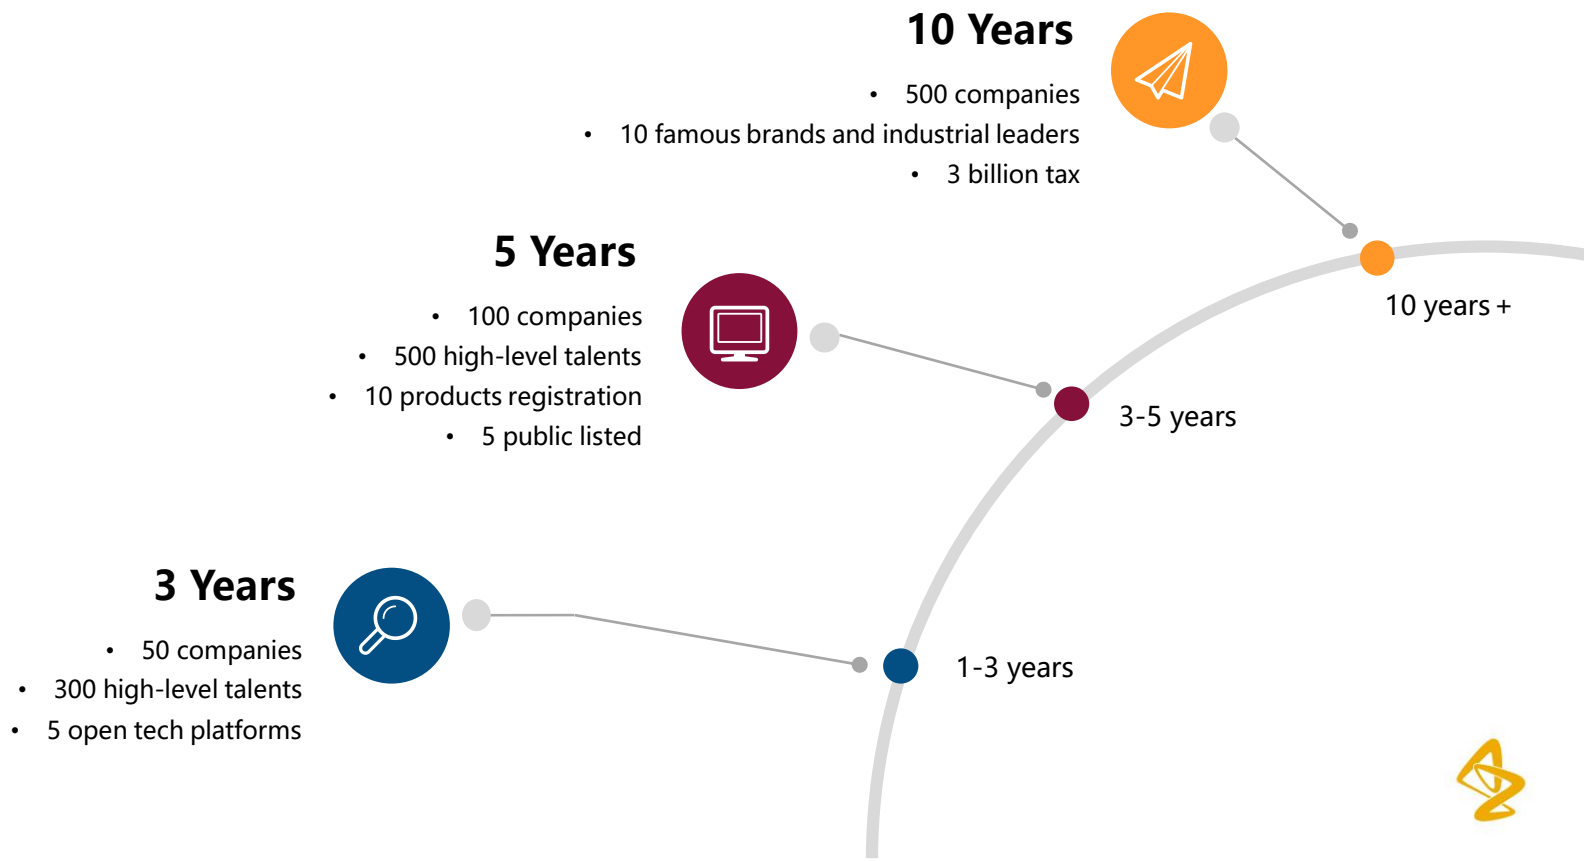 10 Years
• 500 companies
• 10 famous brands and industrial leaders
• 3 billion tax
10 years +
5 Years
• 100 companies
• 500 high-level talents
• 10 products registration
• 5 public listed
3-5 years
3 Years
• 50 companies
• 300 high-level talents
• 5 open tech platforms
1-3 years